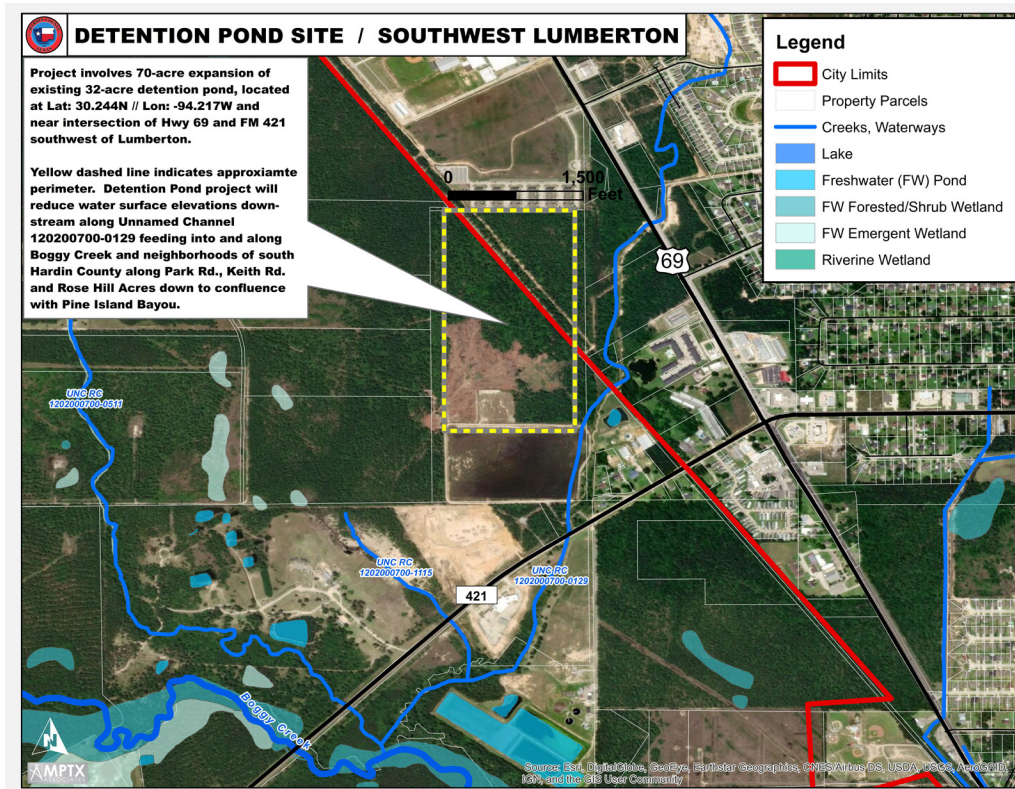 DETENTION POND SITE / SOUTHWEST LUMBERTON
Project involves 70-acre expansion of
existing 32-acre detention pond, located
at Lat: 30.244N // Lon: -94.217W and
near intersection of Hwy 69 and FM 421
southwest of Lumberton.
Yellow dashed line indicates approxiamte
perimeter. Detention Pond project will
reduce water surface elevations down-
stream along Unnamed Channel
120200700-0129 feeding into and along
Boggy Creek and neighborhoods of south
Hardin County along Park Rd., Keith Rd.
and Rose Hill Acres down to confluence
with Pine Island Bayou.
Legend
City Limits
Property Parcels
Creeks, Waterways
Lake
Freshwater (FW) Pond
FW Forested/Shrub Wetland
FW Emergent Wetland
Riverine Wetland
0 1,500
Feet
69
UNC RC
1202000700-0511
UNC RC
1202000700-1115
UNC RC
1202000700-0129
421
Boggy Creek
N
AMPTX
ASSOCIATES
Source: Esri, DigitalGlobe, GeoEye, Earthstar Geographics, CNES/Airbus DS, USDA, USGS, AeroGRID,
IGN, and the GIS User Community